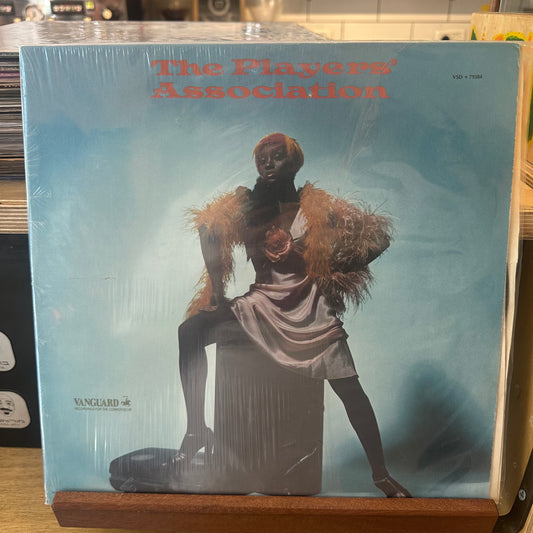 The Players'
Association
VSD • 79384
VANGUARD
RECORDINGS FOR THE CONNOISSEUR